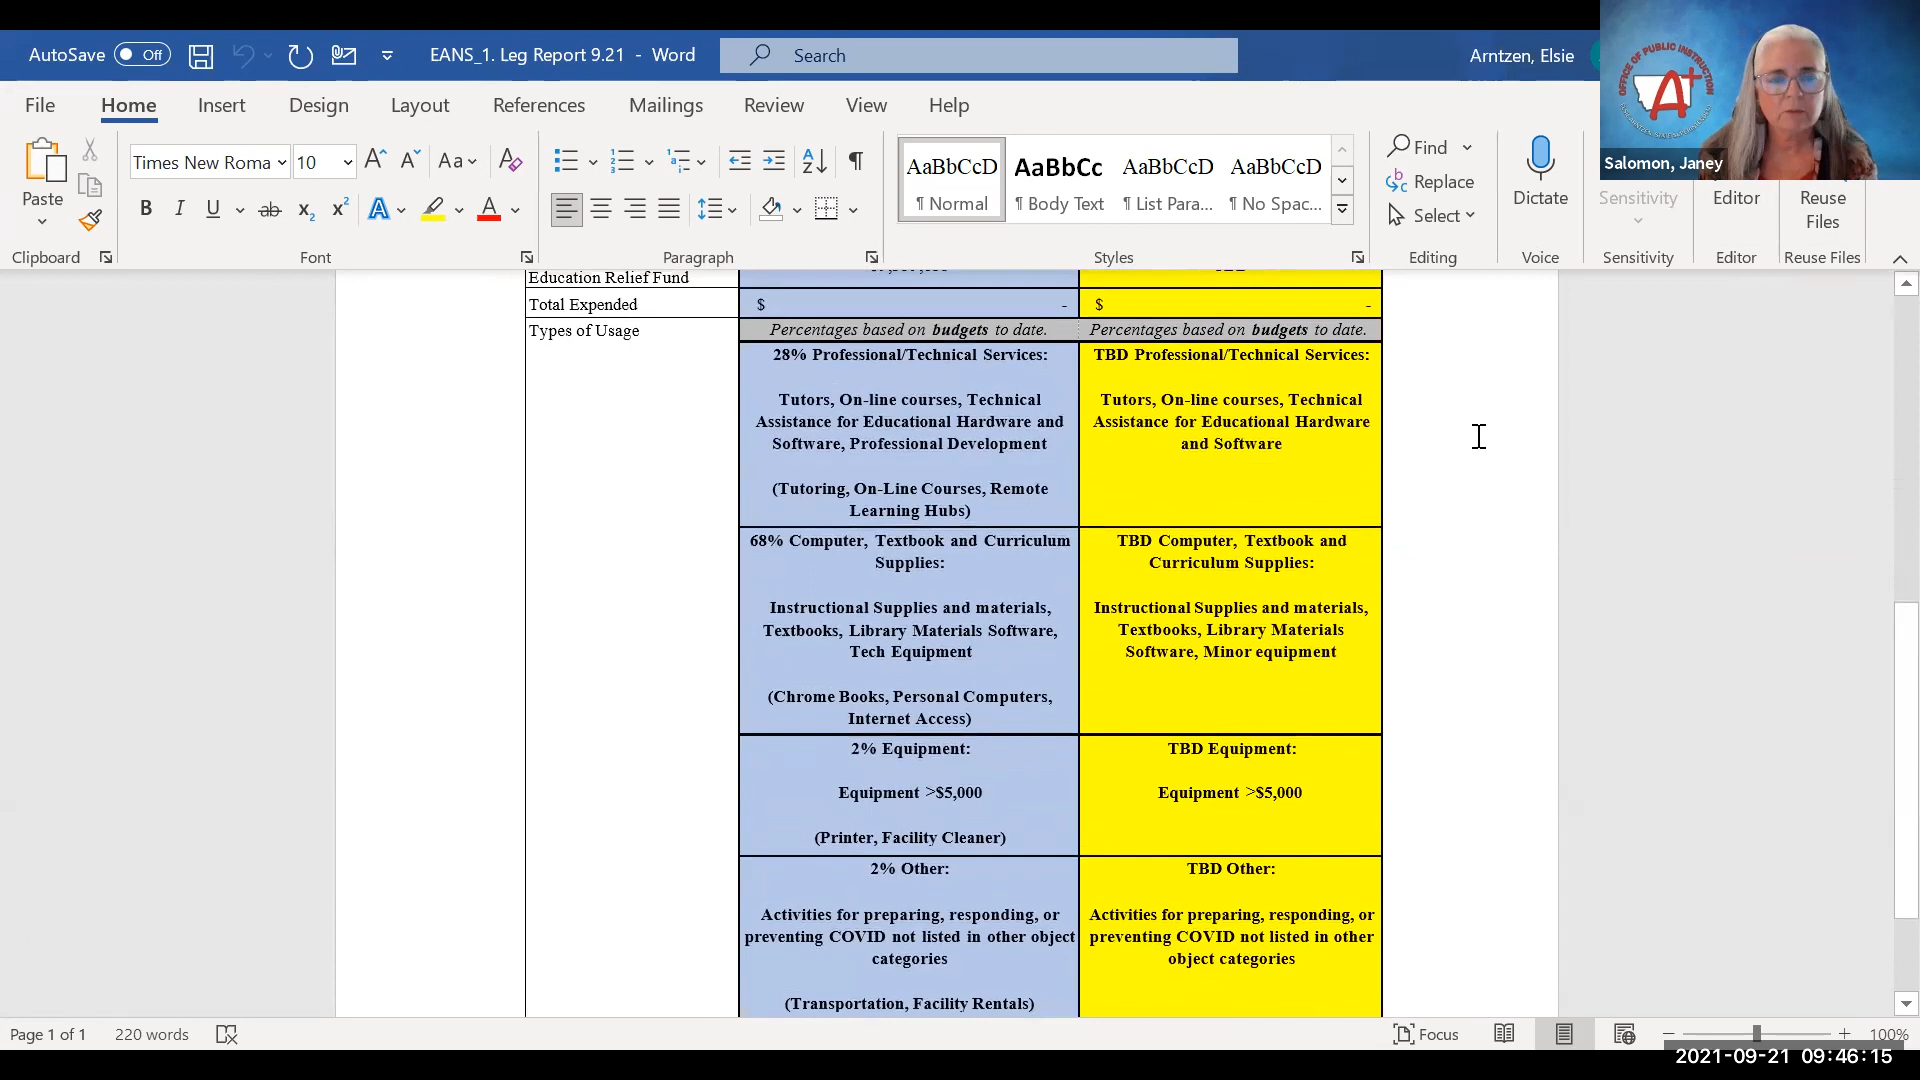 AutoSave Off
EANS_1. Leg Report 9.21 - Word
Search
Arntzen, Elsie
OFFICE OF PUBLIC INSTRUCTION
A+
Salomon, Janey
File Home Insert Design Layout References Mailings Review View Help
Paste
Clipboard
Times New Roma 10
Aa
B I U ab x₂ x² A A
Font
Paragraph
AaBbCcD AaBbCc AaBbCcD AaBbCcD
¶ Normal ¶ Body Text ¶ List Para... ¶ No Spac...
Styles
Find
Replace
Select
Editing
Dictate
Voice
Sensitivity
Sensitivity
Editor
Editor
Reuse
Files
Reuse Files
Education Relief Fund
Total Expended $ - $ -
Types of Usage
Percentages based on budgets to date.
28% Professional/Technical Services:
Tutors, On-line courses, Technical
Assistance for Educational Hardware and
Software, Professional Development
(Tutoring, On-Line Courses, Remote
Learning Hubs)
68% Computer, Textbook and Curriculum
Supplies:
Instructional Supplies and materials,
Textbooks, Library Materials Software,
Tech Equipment
(Chrome Books, Personal Computers,
Internet Access)
2% Equipment:
Equipment >$5,000
(Printer, Facility Cleaner)
2% Other:
Activities for preparing, responding, or
preventing COVID not listed in other object
categories
(Transportation, Facility Rentals)
Percentages based on budgets to date.
TBD Professional/Technical Services:
Tutors, On-line courses, Technical
Assistance for Educational Hardware
and Software
TBD Computer, Textbook and
Curriculum Supplies:
Instructional Supplies and materials,
Textbooks, Library Materials
Software, Minor equipment
TBD Equipment:
Equipment >$5,000
TBD Other:
Activities for preparing, responding, or
preventing COVID not listed in other
object categories
Page 1 of 1 220 words
Focus
100%
2021-09-21 09:46:15